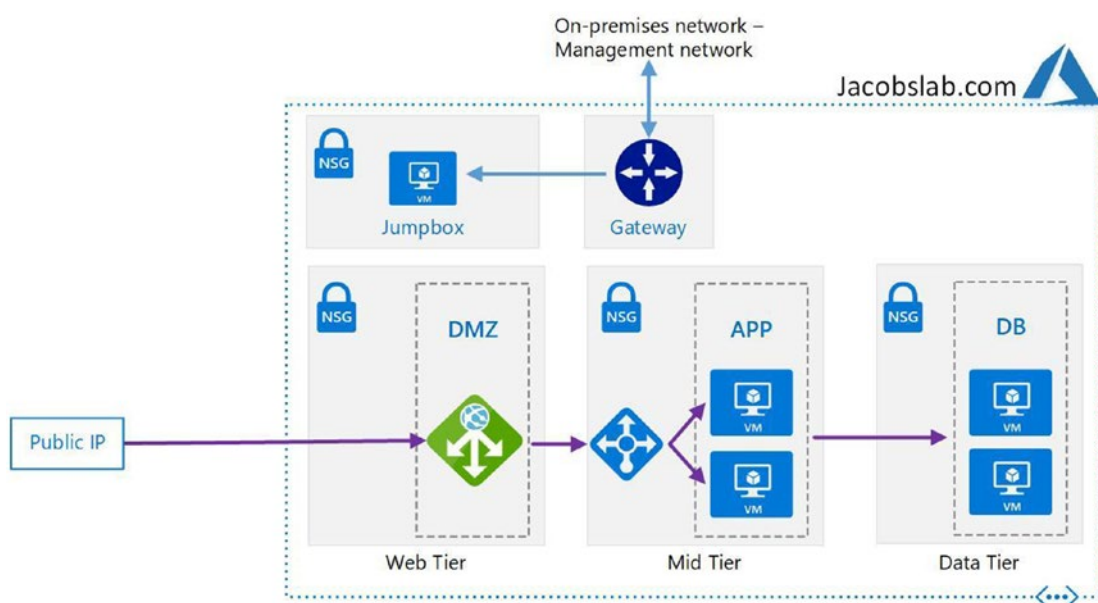 On-premises network –
Management network
Jacobslab.com
NSG
VM
Jumpbox
Gateway
NSG
DMZ
NSG
APP
VM
VM
NSG
DB
VM
VM
Public IP
Web Tier
Mid Tier
Data Tier